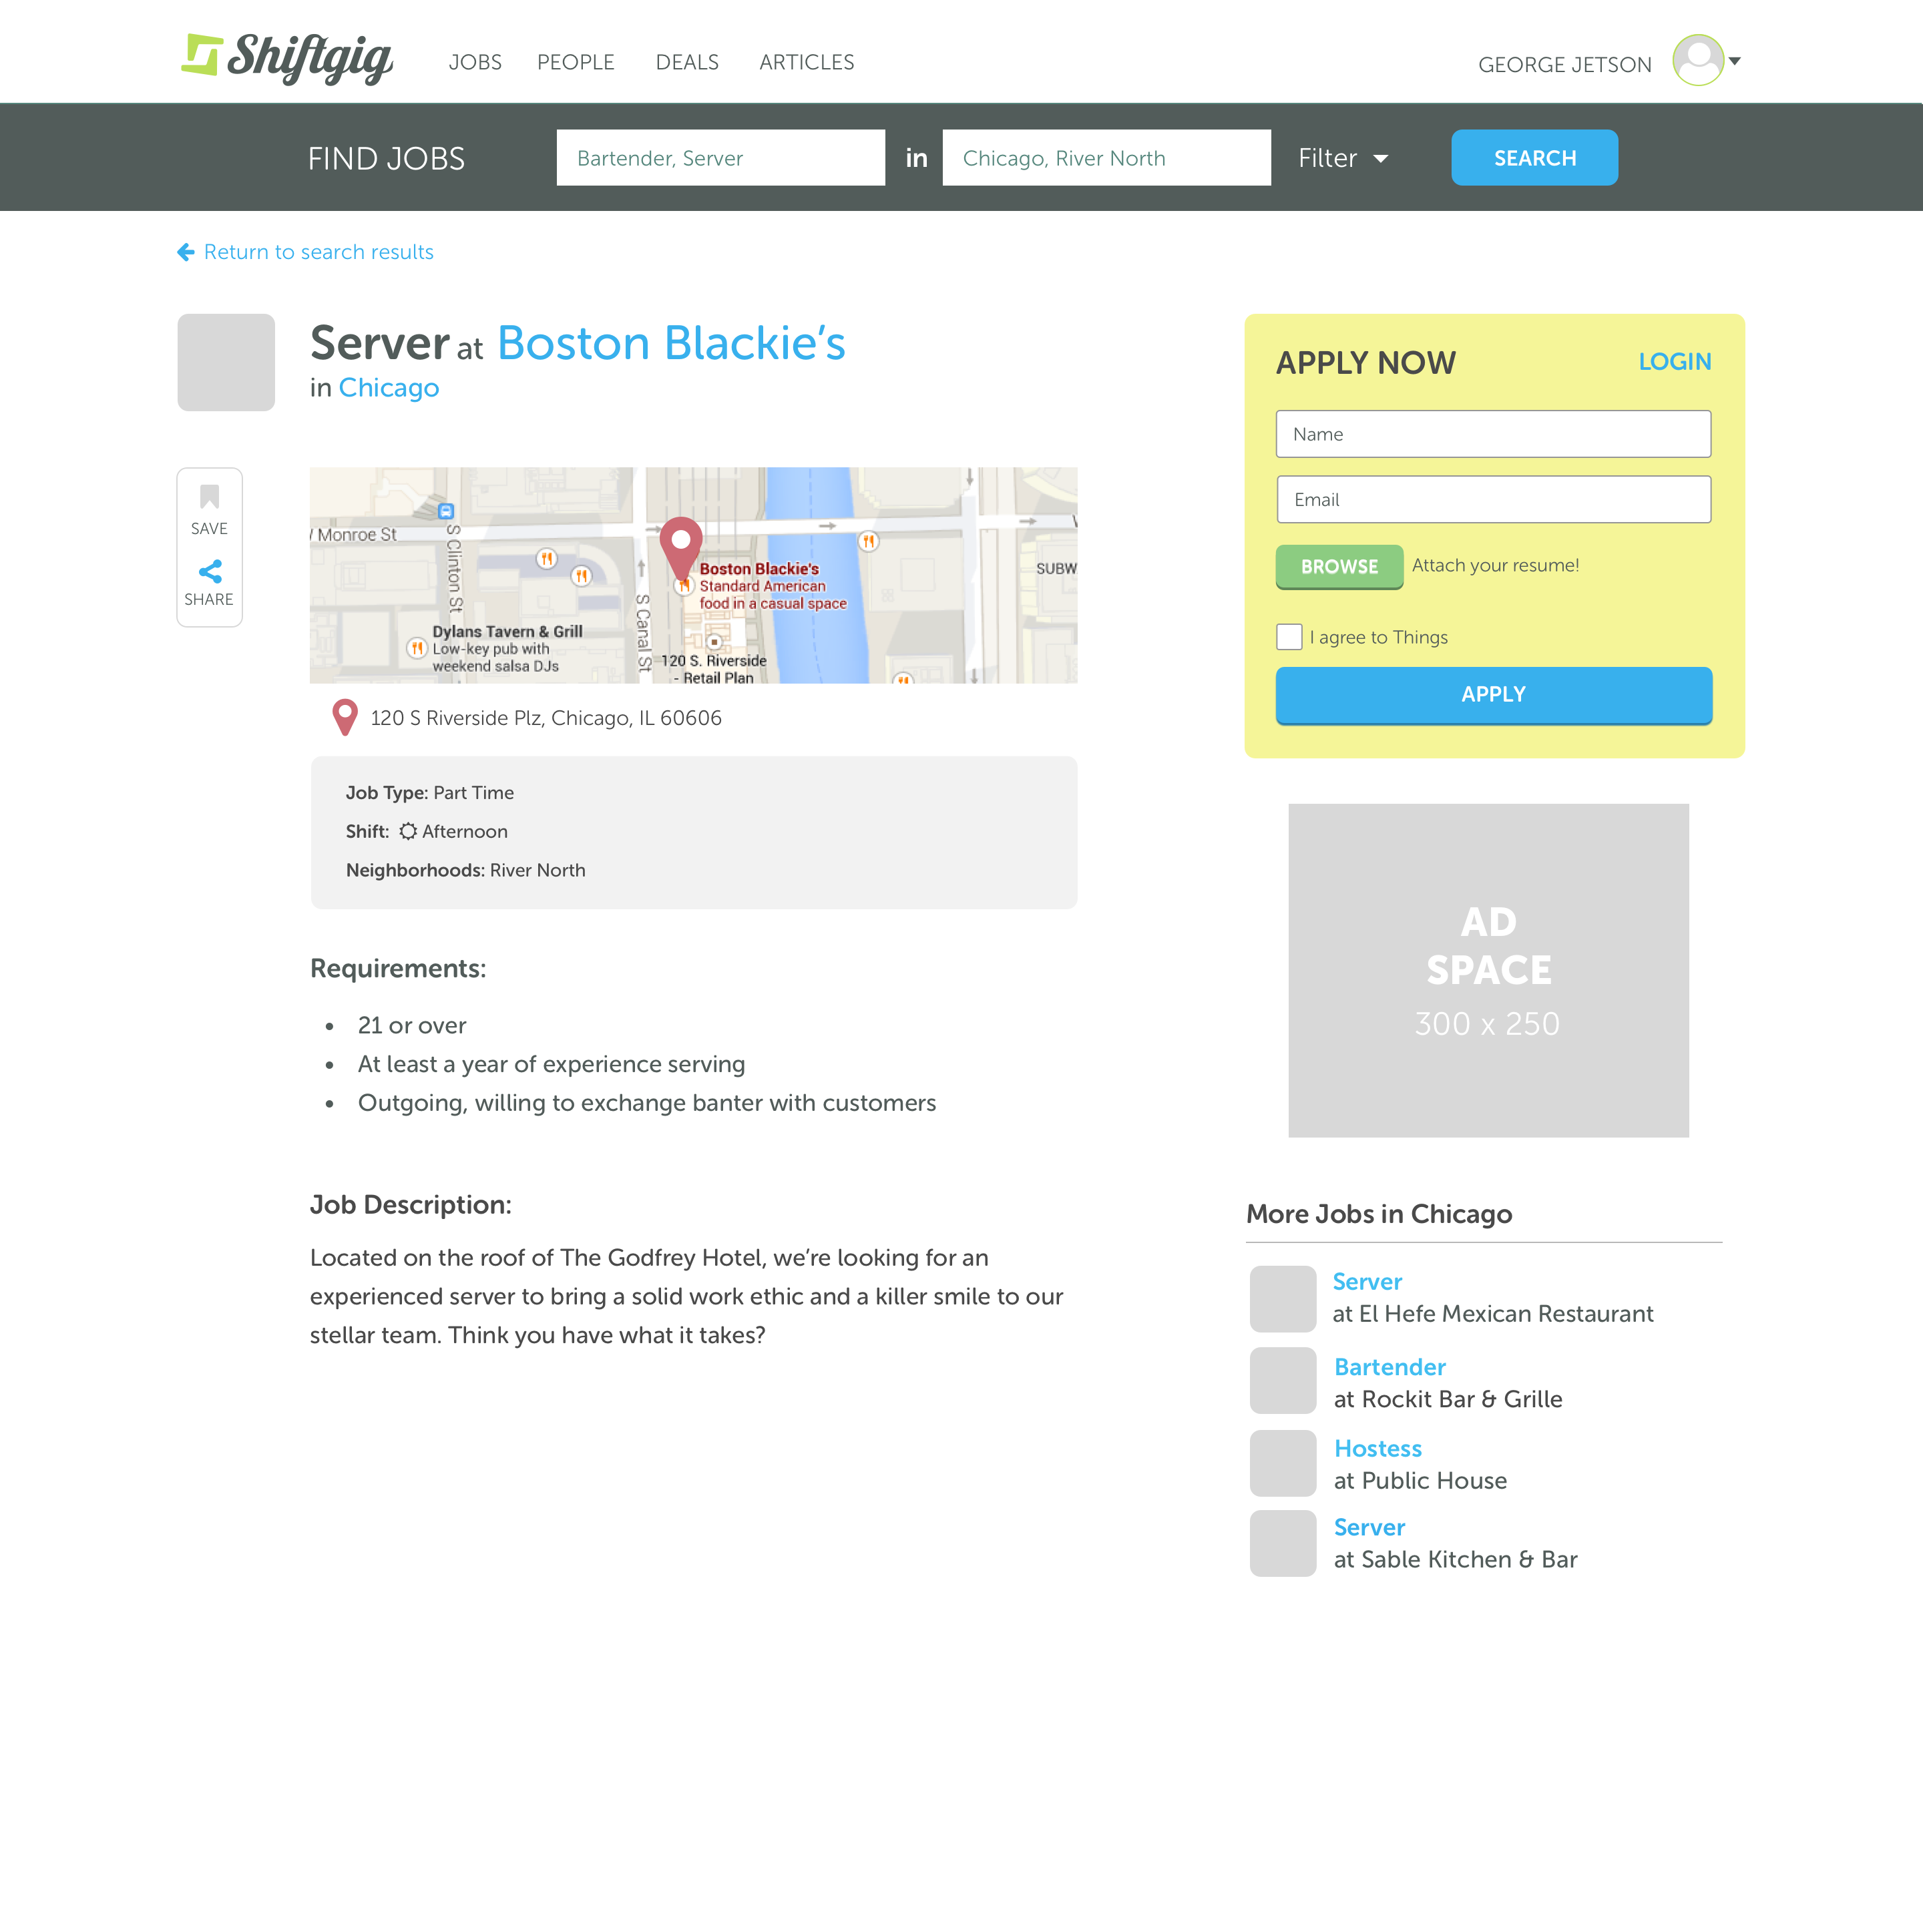 Shiftgig
JOBS PEOPLE DEALS ARTICLES
GEORGE JETSON
FIND JOBS
Bartender, Server
in
Chicago, River North
Filter
SEARCH
Return to search results
Server at Boston Blackie’s
in Chicago
SAVE
SHARE
Monroe St
S Clinton St
S Canal St
Boston Blackie's
Standard American
food in a casual space
SUBW
Dylans Tavern & Grill
Low-key pub with
weekend salsa DJs
120 S. Riverside
- Retail Plan
120 S Riverside Plz, Chicago, IL 60606
Job Type: Part Time
Shift: Afternoon
Neighborhoods: River North
Requirements:
• 21 or over
• At least a year of experience serving
• Outgoing, willing to exchange banter with customers
Job Description:
Located on the roof of The Godfrey Hotel, we’re looking for an
experienced server to bring a solid work ethic and a killer smile to our
stellar team. Think you have what it takes?
APPLY NOW
LOGIN
Name
Email
BROWSE
Attach your resume!
I agree to Things
APPLY
AD
SPACE
300 x 250
More Jobs in Chicago
Server
at El Hefe Mexican Restaurant
Bartender
at Rockit Bar & Grille
Hostess
at Public House
Server
at Sable Kitchen & Bar